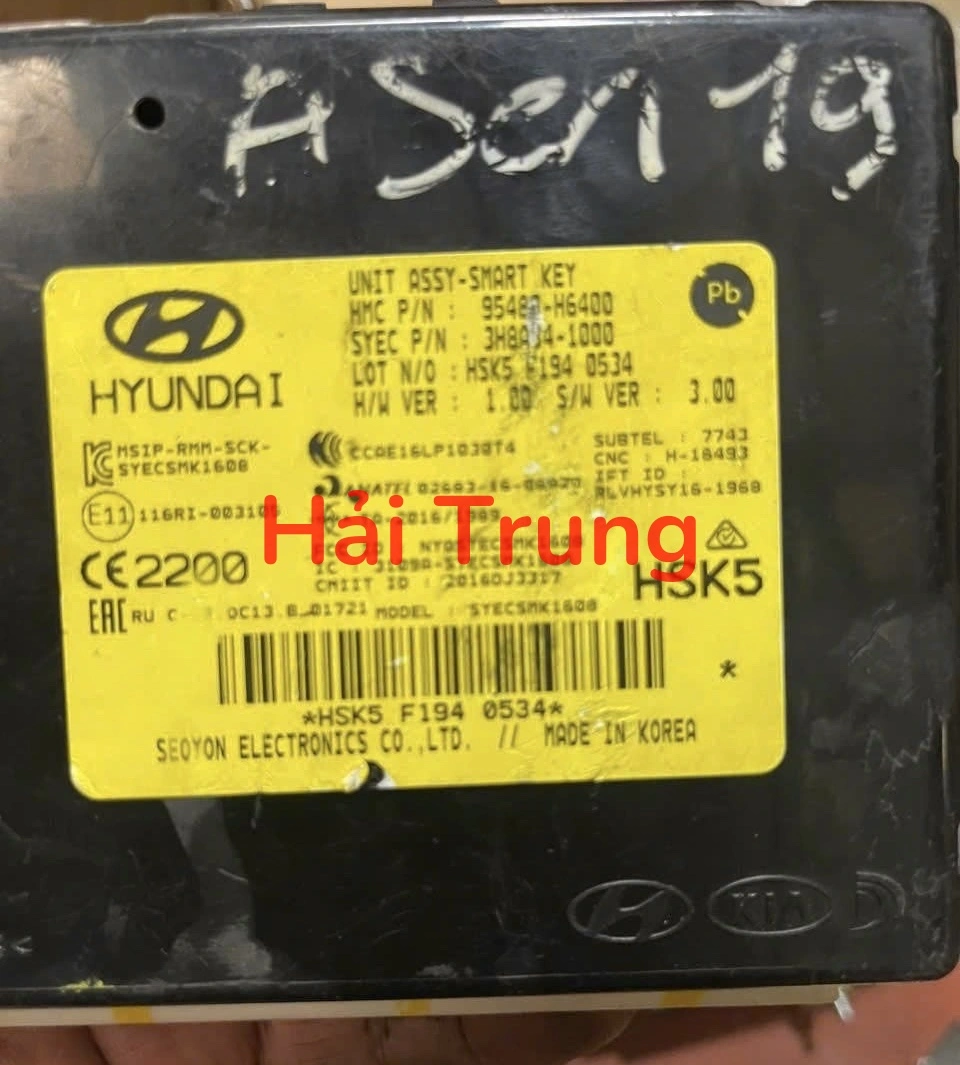 A Sen 19
UNIT ASSY-SMART KEY
HMC P/N : -H6400
SYEC P/N :
LOT N/O : HSK5 F194 0534
H/W VER : 1.00 S/W VER : 3.00
Pb
HYUNDAI
MSIP-RMM-SCK-
SYECSMK1608
CCAE16LP1030T4
SUBTEL : 7743
CNC : H-18493
IFT ID :
RLVHYSY16-1968
E11 116RI-003105
Hải Trung
CE2200
CMIIT ID : 2016DJ3317
HSK5
EAC RU
MODEL : SYECSMK1608
*
*HSK5 F194 0534*
SEOYON ELECTRONICS CO.,LTD. // MADE IN KOREA
KIA